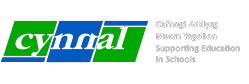 cynnal
Cefnogi Addysg
Mewn Ysgolion
Supporting Education
in Schools